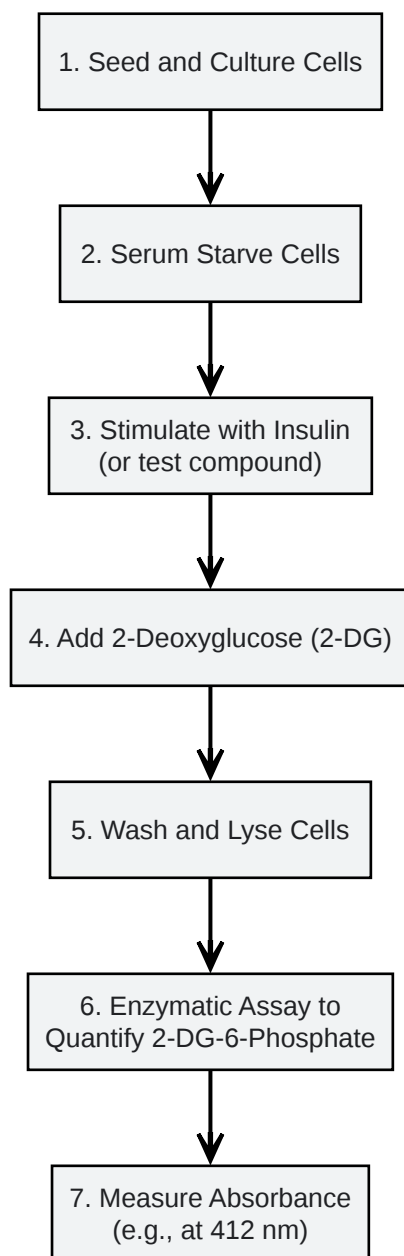 1. Seed and Culture Cells
2. Serum Starve Cells
3. Stimulate with Insulin
(or test compound)
4. Add 2-Deoxyglucose (2-DG)
5. Wash and Lyse Cells
6. Enzymatic Assay to
Quantify 2-DG-6-Phosphate
7. Measure Absorbance
(e.g., at 412 nm)